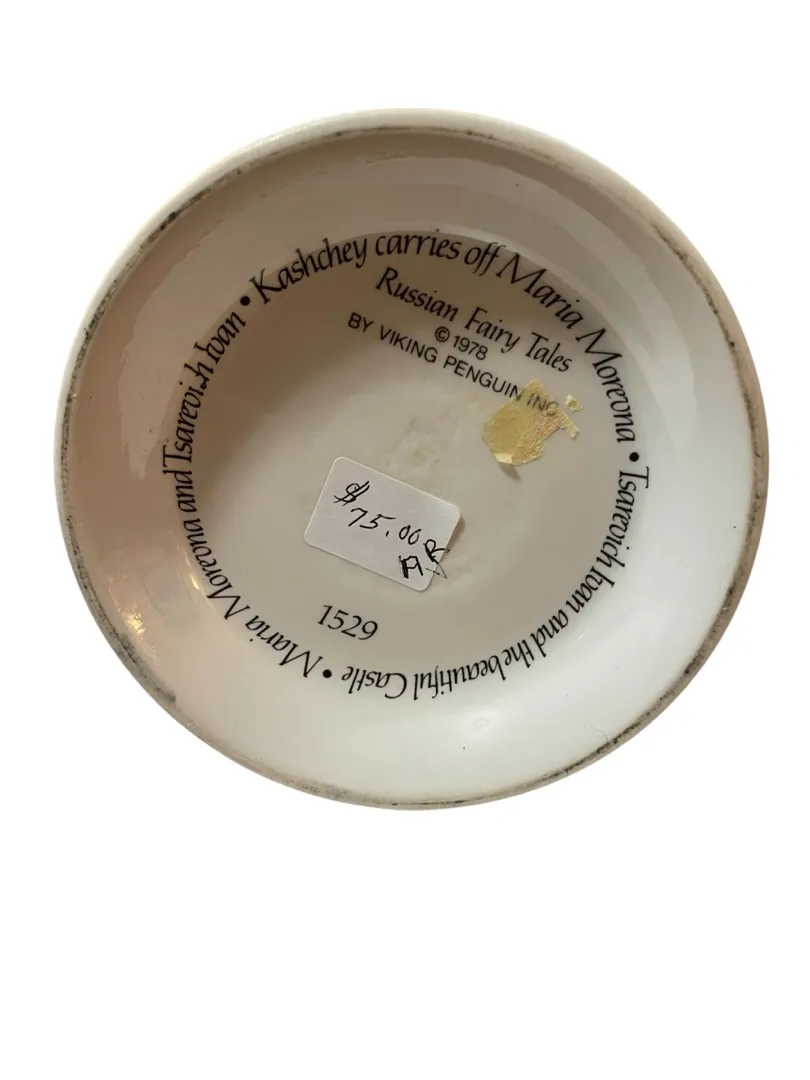 Kashchey carries off Maria Morevna • Tsarevich Ivan and the beautiful Castle • Maria Morevna and Tsarevich Ivan •
Russian Fairy Tales
© 1978
BY VIKING PENGUIN INC
$75.00
AR
1529